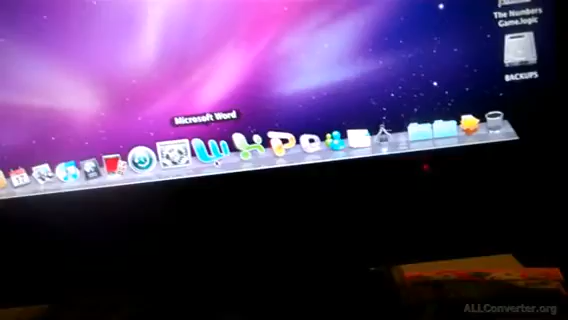 The Numbers
Game.logic
BACKUPS
Microsoft Word
ALLConverter.org